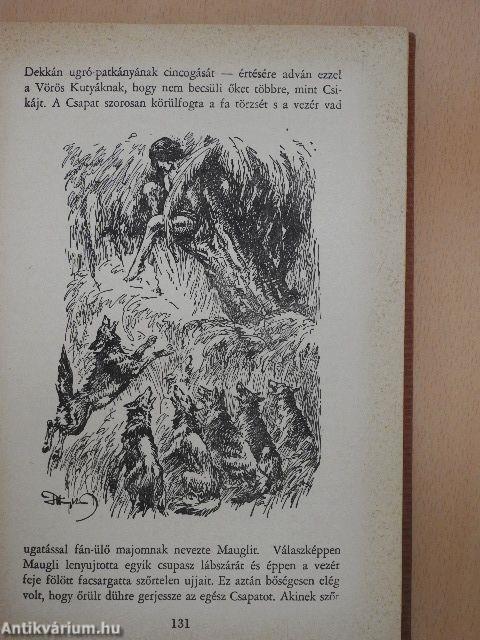 Dekkán ugró-patkányának cincogását — értésére adván ezzel
a Vörös Kutyáknak, hogy nem becsüli őket többre, mint Csi-
kájt. A Csapat szorosan körülfogta a fa törzsét s a vezér vad
ugatással fán-ülő majomnak nevezte Mauglit. Válaszképpen
Maugli lenyujtotta egyik csupasz lábszárát és éppen a vezér
feje fölött facsargatta szőrtelen ujjait. Ez aztán bőségesen elég
volt, hogy őrült dühre gerjessze az egész Csapatot. Akinek szőr
131
Antikvárium.hu